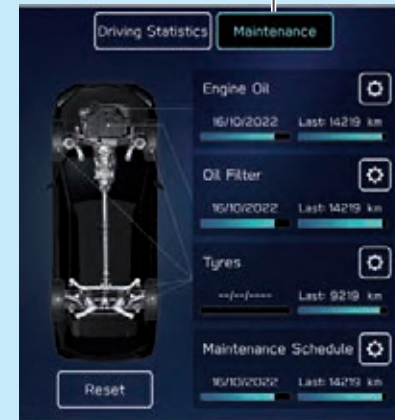 Driving Statistics Maintenance
Engine Oil
16/10/2022 Last: 14219 km
Oil Filter
16/10/2022 Last: 14219 km
Tyres
--/--/---- Last: 9219 km
Maintenance Schedule
16/10/2022 Last: 14219 km
Reset